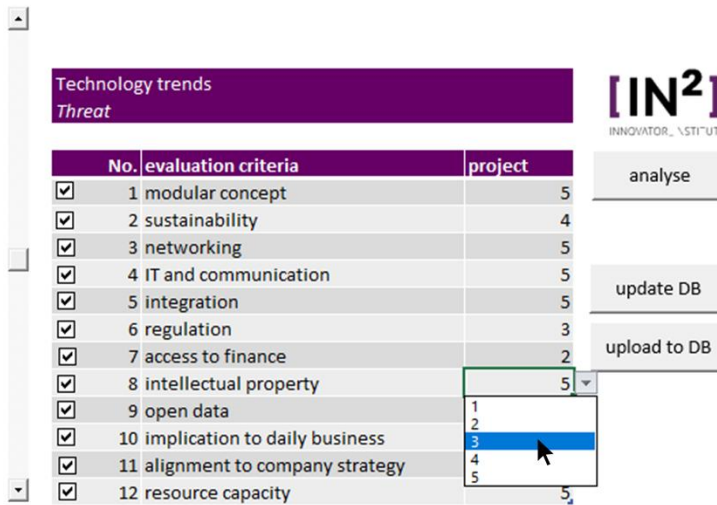 Technology trends
Threat
[IN²]
No. evaluation criteria project
1 modular concept 5
2 sustainability 4
3 networking 5
4 IT and communication 5
5 integration 5
6 regulation 3
7 access to finance 2
8 intellectual property 5
9 open data
10 implication to daily business
11 alignment to company strategy
12 resource capacity 5
1
2
3
4
5
analyse
update DB
upload to DB